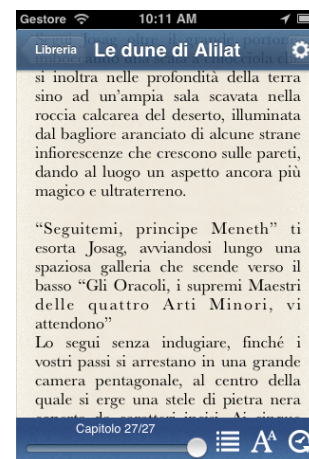 Gestore 10:11 AM
Libreria Le dune di Alilat
si inoltra nelle profondità della terra
sino ad un'ampia sala scavata nella
roccia calcarea del deserto, illuminata
dal bagliore aranciato di alcune strane
infiorescenze che crescono sulle pareti,
dando al luogo un aspetto ancora più
magico e ultraterreno.
“Seguitemi, principe Meneth” ti
esorta Josag, avviandosi lungo una
spaziosa galleria che scende verso il
basso “Gli Oracoli, i supremi Maestri
delle quattro Arti Minori, vi
attendono”
Lo segui senza indugiare, finché i
vostri passi si arrestano in una grande
camera pentagonale, al centro della
quale si erge una stele di pietra nera
Capitolo 27/27
AA